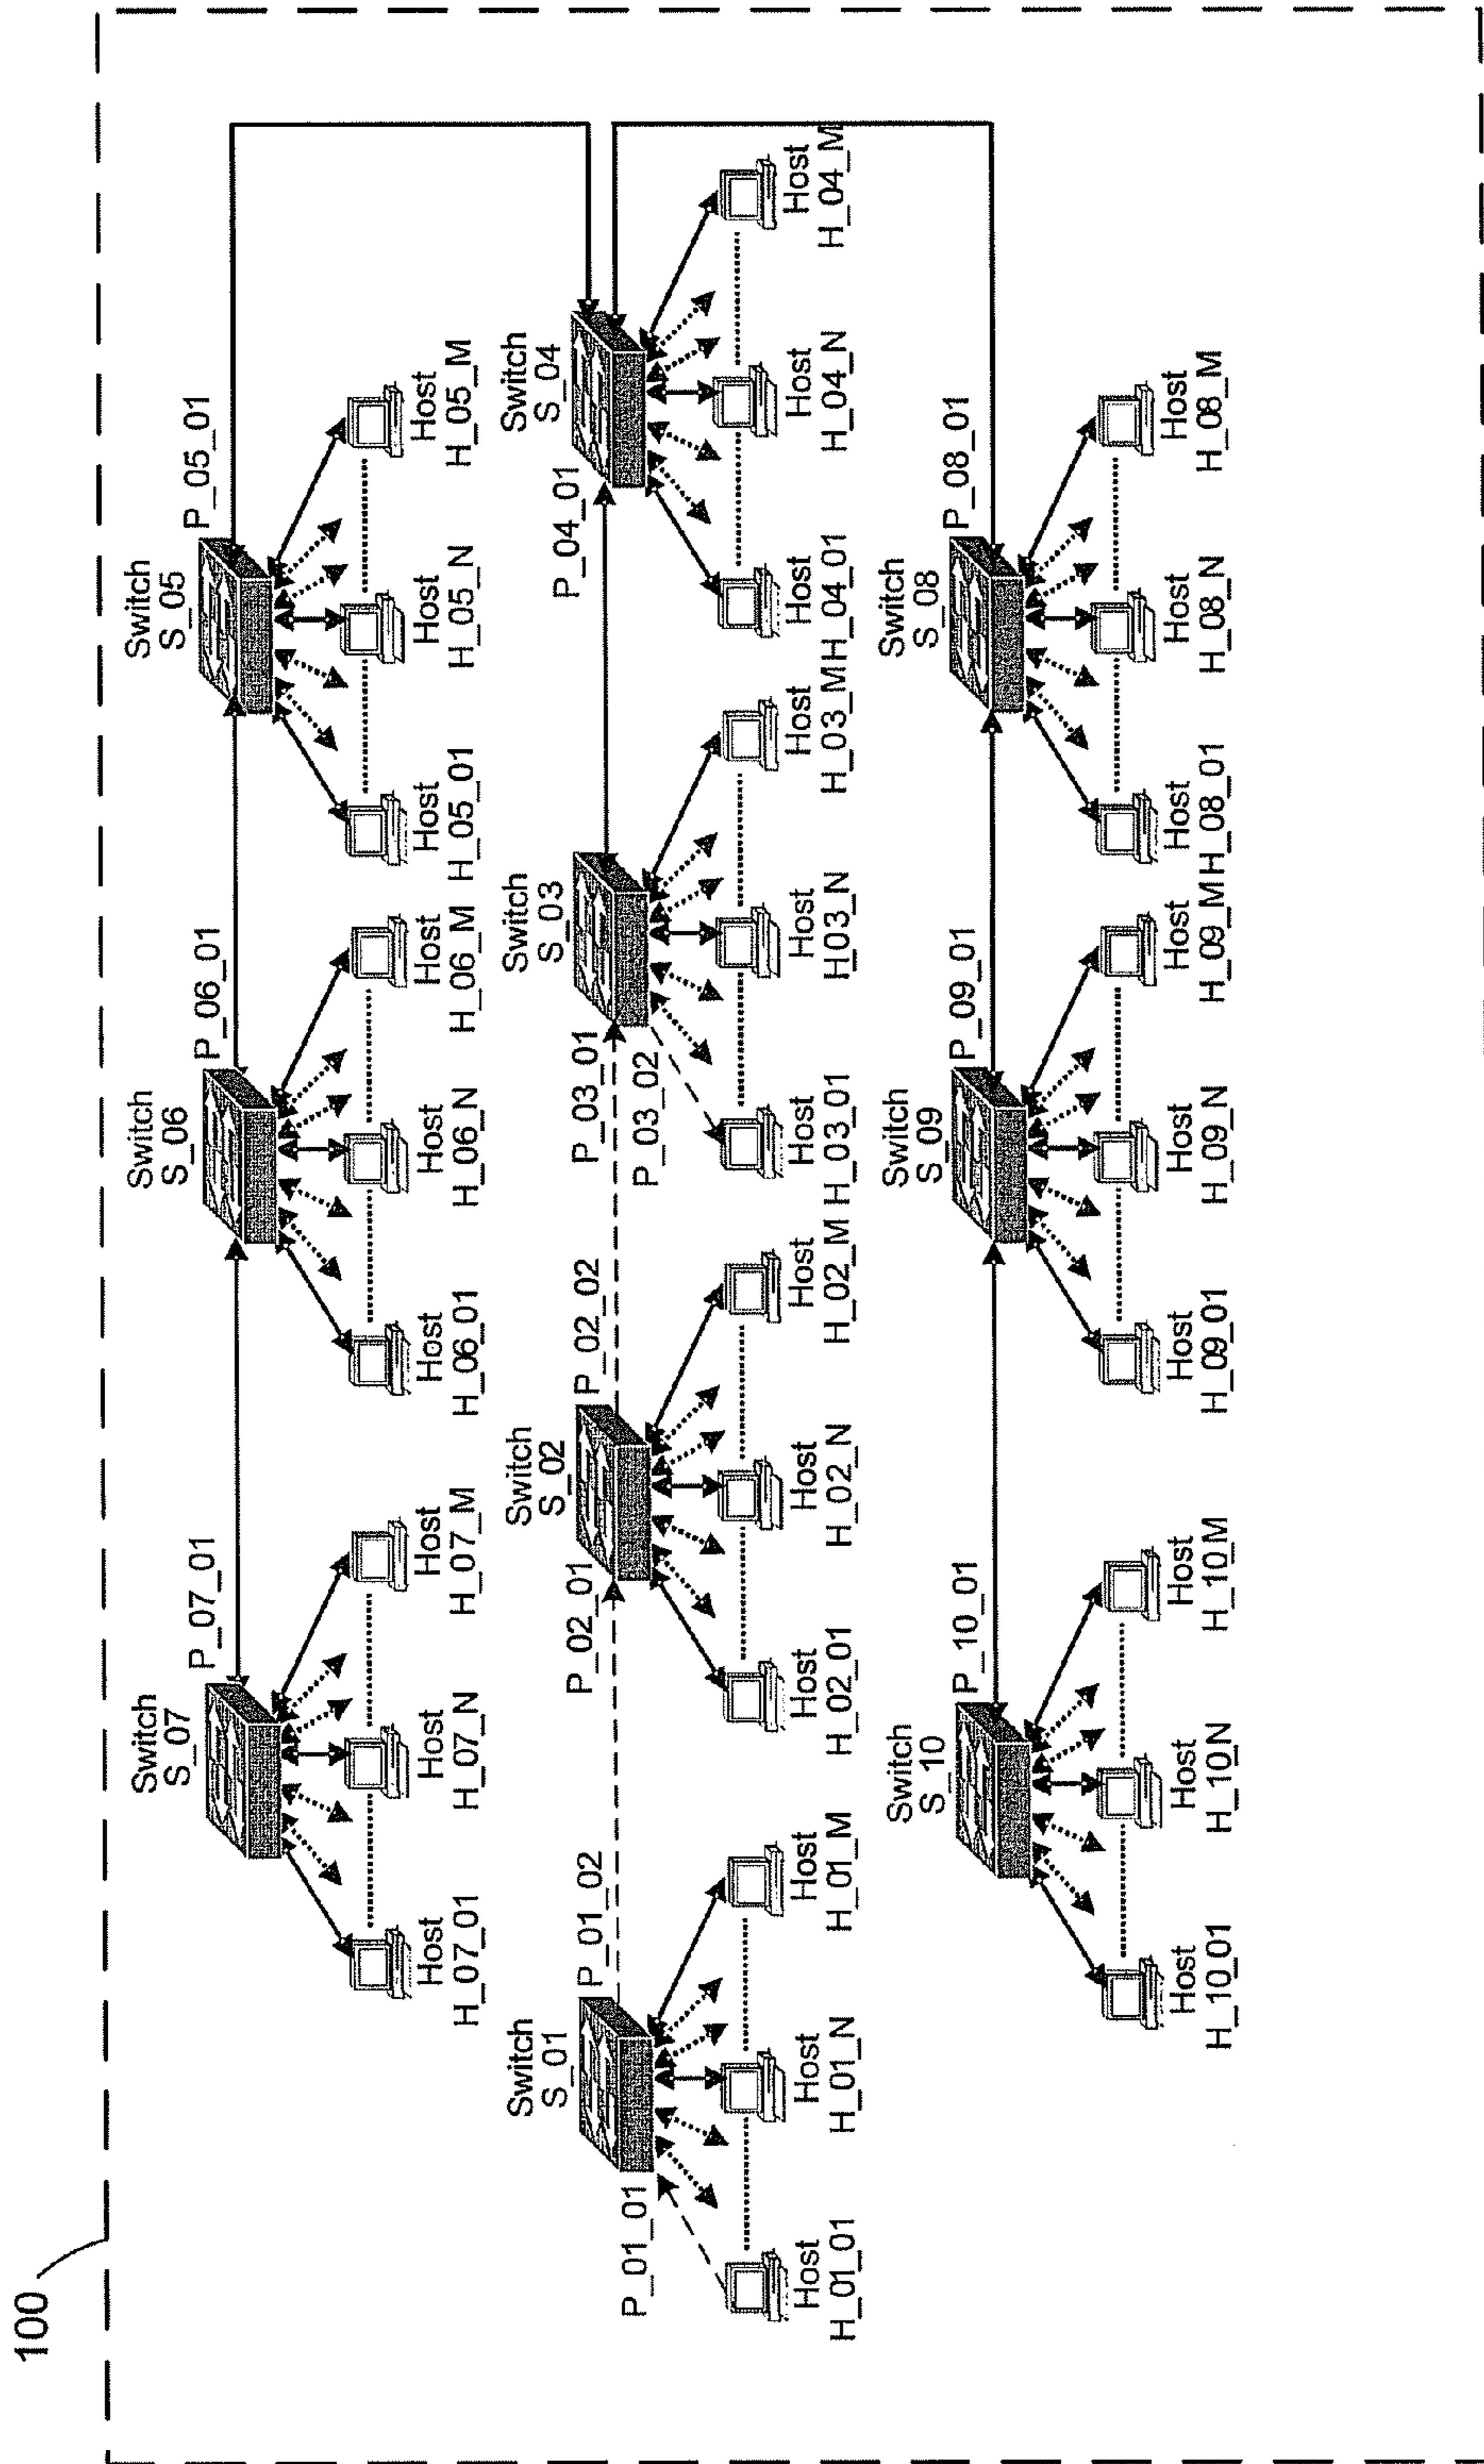 100
Switch
S_07
P_07_01
Host
H_07_01
Host
H_07_N
Host
H_07_M
Switch
S_06
P_06_01
Host
H_06_01
Host
H_06_N
Host
H_06_M
Switch
S_05
P_05_01
Host
H_05_01
Host
H_05_N
Host
H_05_M
P_01_01
Switch
S_01
P_01_02
Host
H_01_01
Host
H_01_N
Host
H_01_M
P_02_01
Switch
S_02
P_02_02
Host
H_02_01
Host
H_02_N
Host
H_02_M
P_03_01
P_03_02
Switch
S_03
Host
H_03_01
Host
H03_N
Host
H_03_M
P_04_01
Switch
S_04
Host
H_04_01
Host
H_04_N
Host
H_04_M
Switch
S_10
P_10_01
Host
H_10_01
Host
H_10_N
Host
H_10_M
Switch
S_09
P_09_01
Host
H_09_01
Host
H_09_N
Host
H_09_M
Switch
S_08
P_08_01
Host
H_08_01
Host
H_08_N
Host
H_08_M